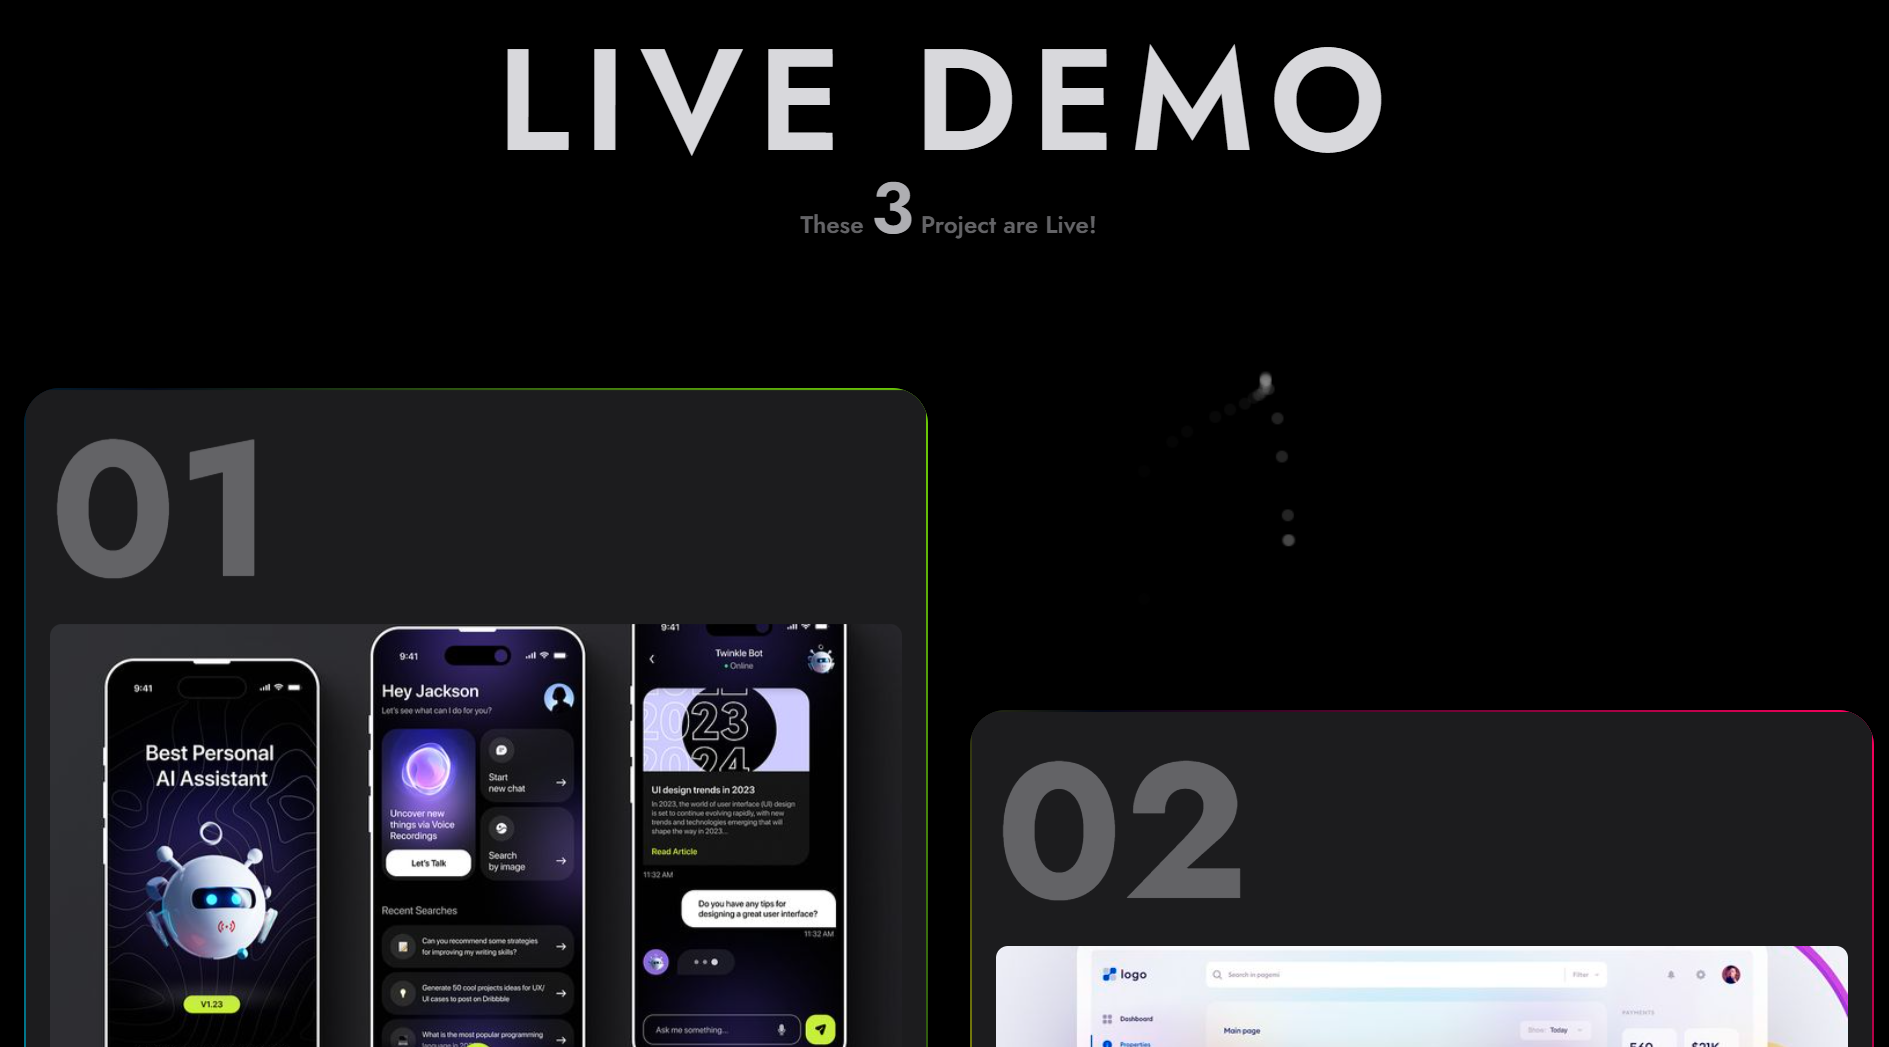 LIVE DEMO
These 3 Project are Live!
01
9:41
Best Personal
AI Assistant
V1.23
9:41
Hey Jackson
Let's see what can I do for you?
Uncover new
things via Voice
Recordings
Let's Talk
Start
new chat
Search
by image
Recent Searches
Can you recommend some strategies
for improving my writing skills?
Generate 50 cool projects ideas for UX/
UI cases to post on Dribbble
What is the most popular programming
language in
9:41
Twinkle Bot
Online
2023
2024
UI design trends in 2023
In 2023, the world of user interface (UI) design
is set to continue evolving rapidly, with new
trends and technologies emerging that will
shape the way in 2023...
Read Article
11:32 AM
Do you have any tips for
designing a great user interface?
11:32 AM
Ask me something...
02
logo
Search in pagemi
Filter
Dashboard
Properties
Main page
Show: Today
PAYMENTS
560
$21K